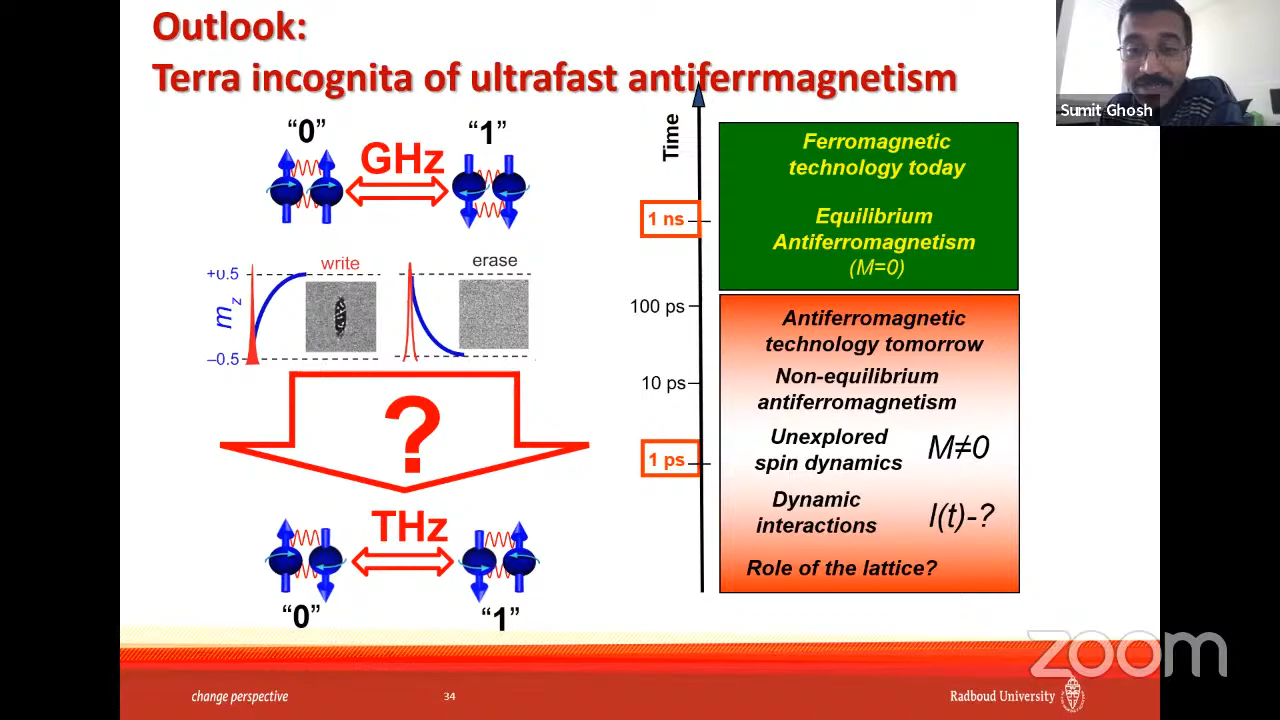 Outlook:
Terra incognita of ultrafast antiferrmagnetism
Sumit Ghosh
“0”
“1”
GHz
write
erase
+0.5
mz
–0.5
?
THz
“0”
“1”
Time
1 ns
100 ps
10 ps
1 ps
Ferromagnetic
technology today
Equilibrium
Antiferromagnetism
(M=0)
Antiferromagnetic
technology tomorrow
Non-equilibrium
antiferromagnetism
Unexplored
spin dynamics
M≠0
Dynamic
interactions
I(t)-?
Role of the lattice?
zoom
change perspective
34
Radboud University